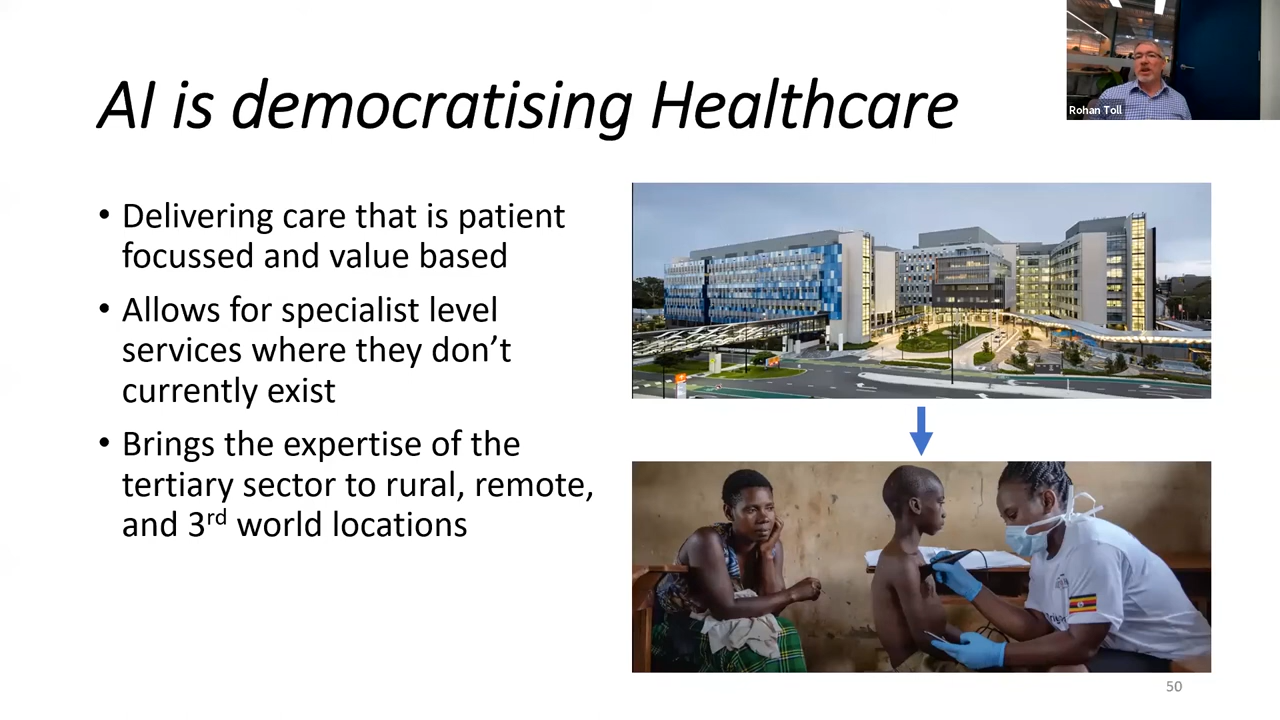 AI is democratising Healthcare
Rohan Toll
• Delivering care that is patient
focussed and value based
• Allows for specialist level
services where they don’t
currently exist
• Brings the expertise of the
tertiary sector to rural, remote,
and 3rd world locations
50